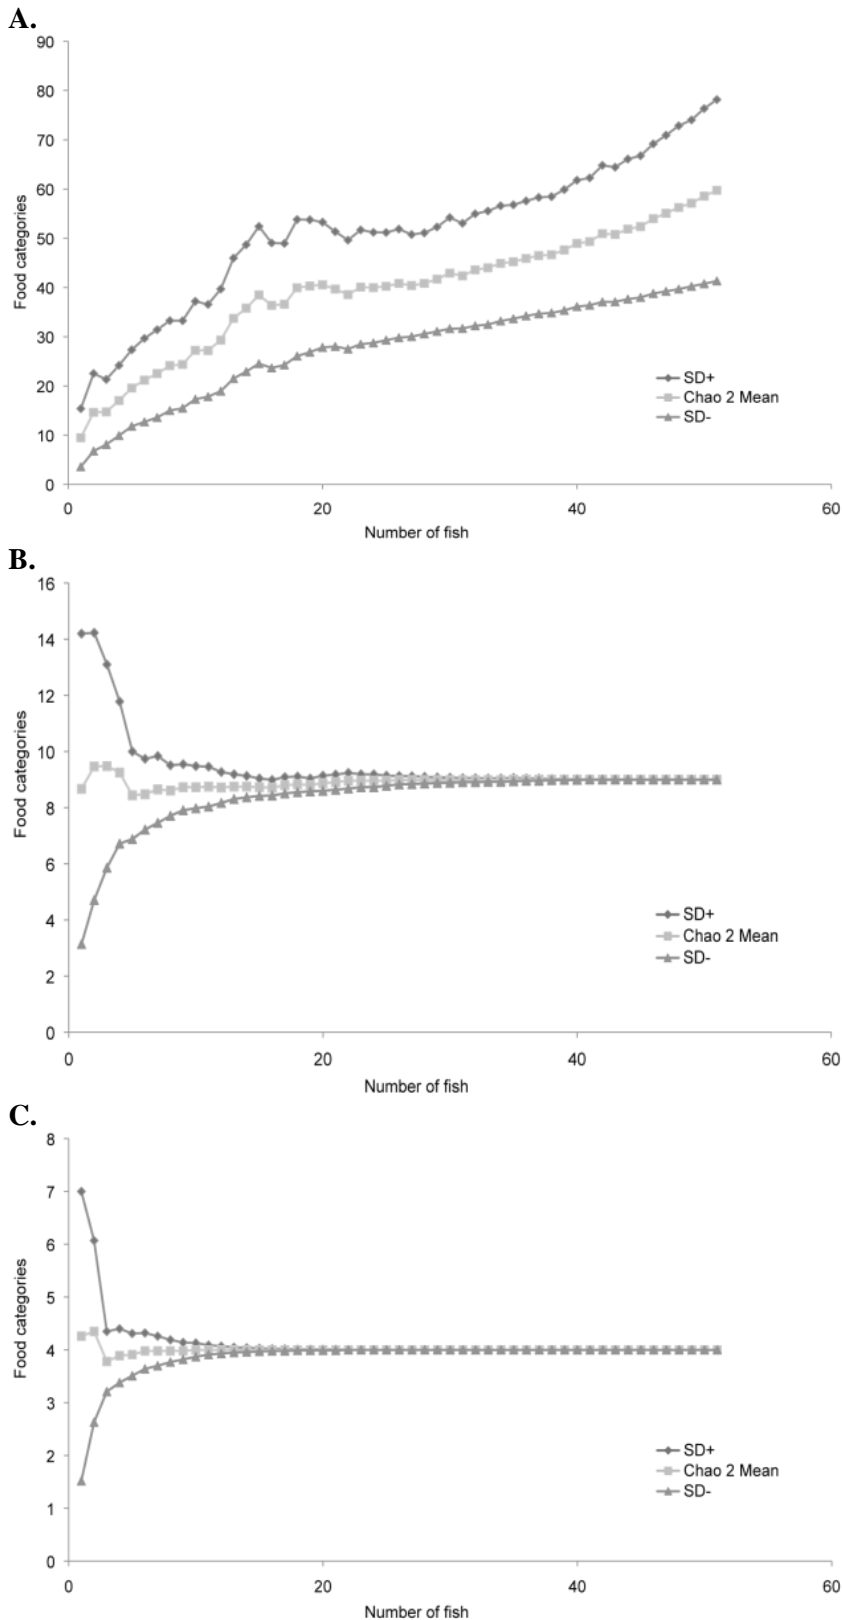 A.
90
80
70
60
50
40
30
20
10
0
Food categories
SD+
Chao 2 Mean
SD-
0 20 40 60
Number of fish
B.
16
14
12
10
8
6
4
2
0
Food categories
SD+
Chao 2 Mean
SD-
0 20 40 60
Number of fish
C.
8
7
6
5
4
3
2
1
0
Food categories
SD+
Chao 2 Mean
SD-
0 20 40 60
Number of fish